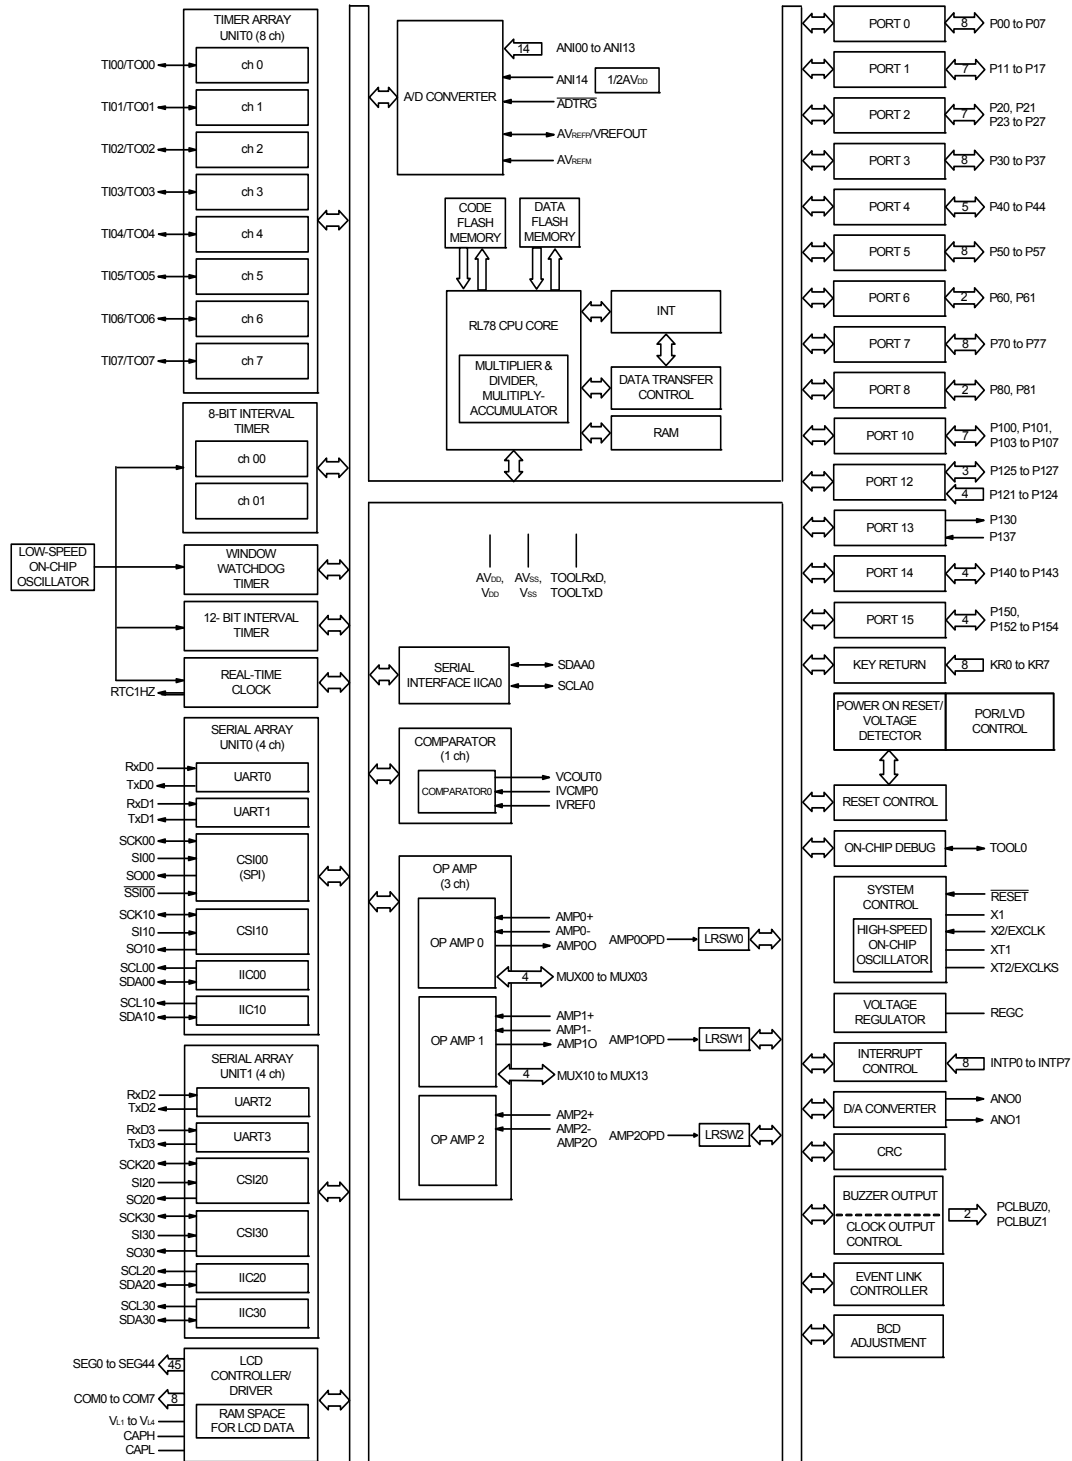 TIMER ARRAY
UNIT0 (8 ch)
TI00/TO00
ch 0
TI01/TO01
ch 1
TI02/TO02
ch 2
TI03/TO03
ch 3
TI04/TO04
ch 4
TI05/TO05
ch 5
TI06/TO06
ch 6
TI07/TO07
ch 7
8-BIT INTERVAL
TIMER
ch 00
ch 01
LOW-SPEED
ON-CHIP
OSCILLATOR
WINDOW
WATCHDOG
TIMER
12- BIT INTERVAL
TIMER
REAL-TIME
CLOCK
RTC1HZ
SERIAL ARRAY
UNIT0 (4 ch)
RxD0
TxD0
UART0
RxD1
TxD1
UART1
SCK00
SI00
SO00
SSI00
CSI00
(SPI)
SCK10
SI10
SO10
CSI10
SCL00
SDA00
IIC00
SCL10
SDA10
IIC10
SERIAL ARRAY
UNIT1 (4 ch)
RxD2
TxD2
UART2
RxD3
TxD3
UART3
SCK20
SI20
SO20
CSI20
SCK30
SI30
SO30
CSI30
SCL20
SDA20
IIC20
SCL30
SDA30
IIC30
LCD
CONTROLLER/
DRIVER
RAM SPACE
FOR LCD DATA
SEG0 to SEG44
45
COM0 to COM7
8
VL1 to VL4
CAPH
CAPL
A/D CONVERTER
14
ANI00 to ANI13
ANI14
1/2AVDD
ADTRG
AVREFP/VREFOUT
AVREFM
CODE
FLASH
MEMORY
DATA
FLASH
MEMORY
RL78 CPU CORE
MULTIPLIER &
DIVIDER,
MULITIPLY-
ACCUMULATOR
INT
DATA TRANSFER
CONTROL
RAM
AVDD,
VDD
AVSS,
VSS
TOOLRxD,
TOOLTxD
SERIAL
INTERFACE IICA0
SDAA0
SCLA0
COMPARATOR
(1 ch)
COMPARATOR0
VCOUT0
IVCMP0
IVREF0
OP AMP
(3 ch)
OP AMP 0
AMP0+
AMP0-
AMP0O
4
MUX00 to MUX03
AMP0OPD
LRSW0
OP AMP 1
AMP1+
AMP1-
AMP1O
4
MUX10 to MUX13
AMP1OPD
LRSW1
OP AMP 2
AMP2+
AMP2-
AMP2O
AMP2OPD
LRSW2
PORT 0
8
P00 to P07
PORT 1
7
P11 to P17
PORT 2
7
P20, P21
P23 to P27
PORT 3
8
P30 to P37
PORT 4
5
P40 to P44
PORT 5
8
P50 to P57
PORT 6
2
P60, P61
PORT 7
8
P70 to P77
PORT 8
2
P80, P81
PORT 10
7
P100, P101,
P103 to P107
PORT 12
3
P125 to P127
4
P121 to P124
PORT 13
P130
P137
PORT 14
4
P140 to P143
PORT 15
4
P150,
P152 to P154
KEY RETURN
8
KR0 to KR7
POWER ON RESET/
VOLTAGE
DETECTOR
POR/LVD
CONTROL
RESET CONTROL
ON-CHIP DEBUG
TOOL0
SYSTEM
CONTROL
HIGH-SPEED
ON-CHIP
OSCILLATOR
RESET
X1
X2/EXCLK
XT1
XT2/EXCLKS
VOLTAGE
REGULATOR
REGC
INTERRUPT
CONTROL
8
INTP0 to INTP7
D/A CONVERTER
ANO0
ANO1
CRC
BUZZER OUTPUT
CLOCK OUTPUT
CONTROL
2
PCLBUZ0,
PCLBUZ1
EVENT LINK
CONTROLLER
BCD
ADJUSTMENT